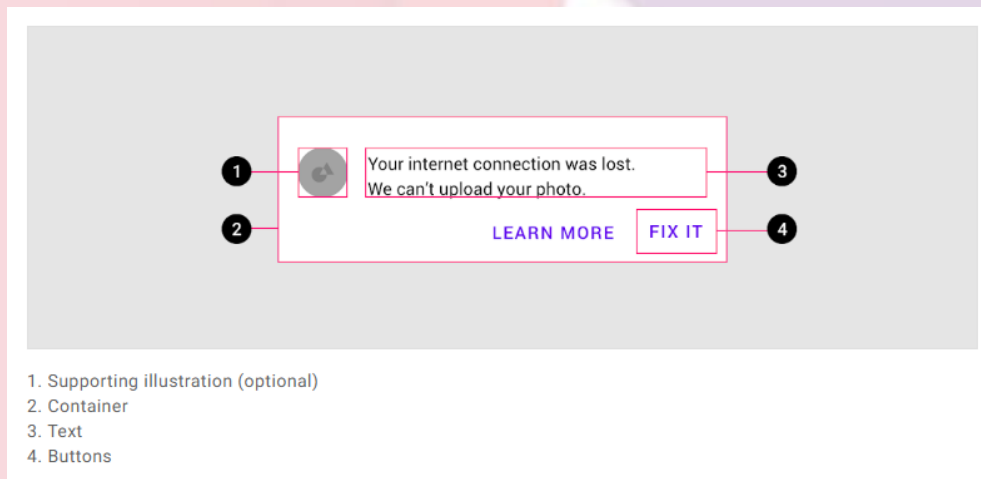 1
Your internet connection was lost.
3
We can't upload your photo.
2
LEARN MORE
FIX IT
4
1. Supporting illustration (optional)
2. Container
3. Text
4. Buttons